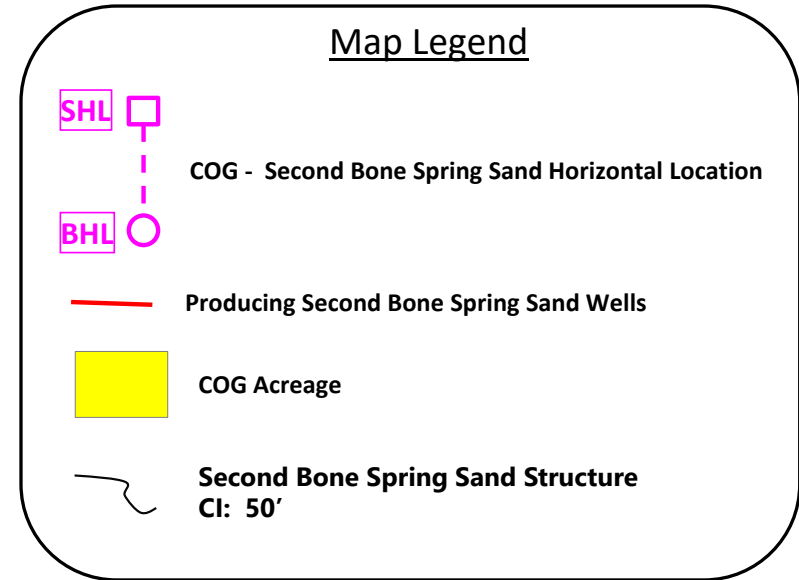 Map Legend
SHL
COG - Second Bone Spring Sand Horizontal Location
BHL
Producing Second Bone Spring Sand Wells
COG Acreage
Second Bone Spring Sand Structure
CI: 50’